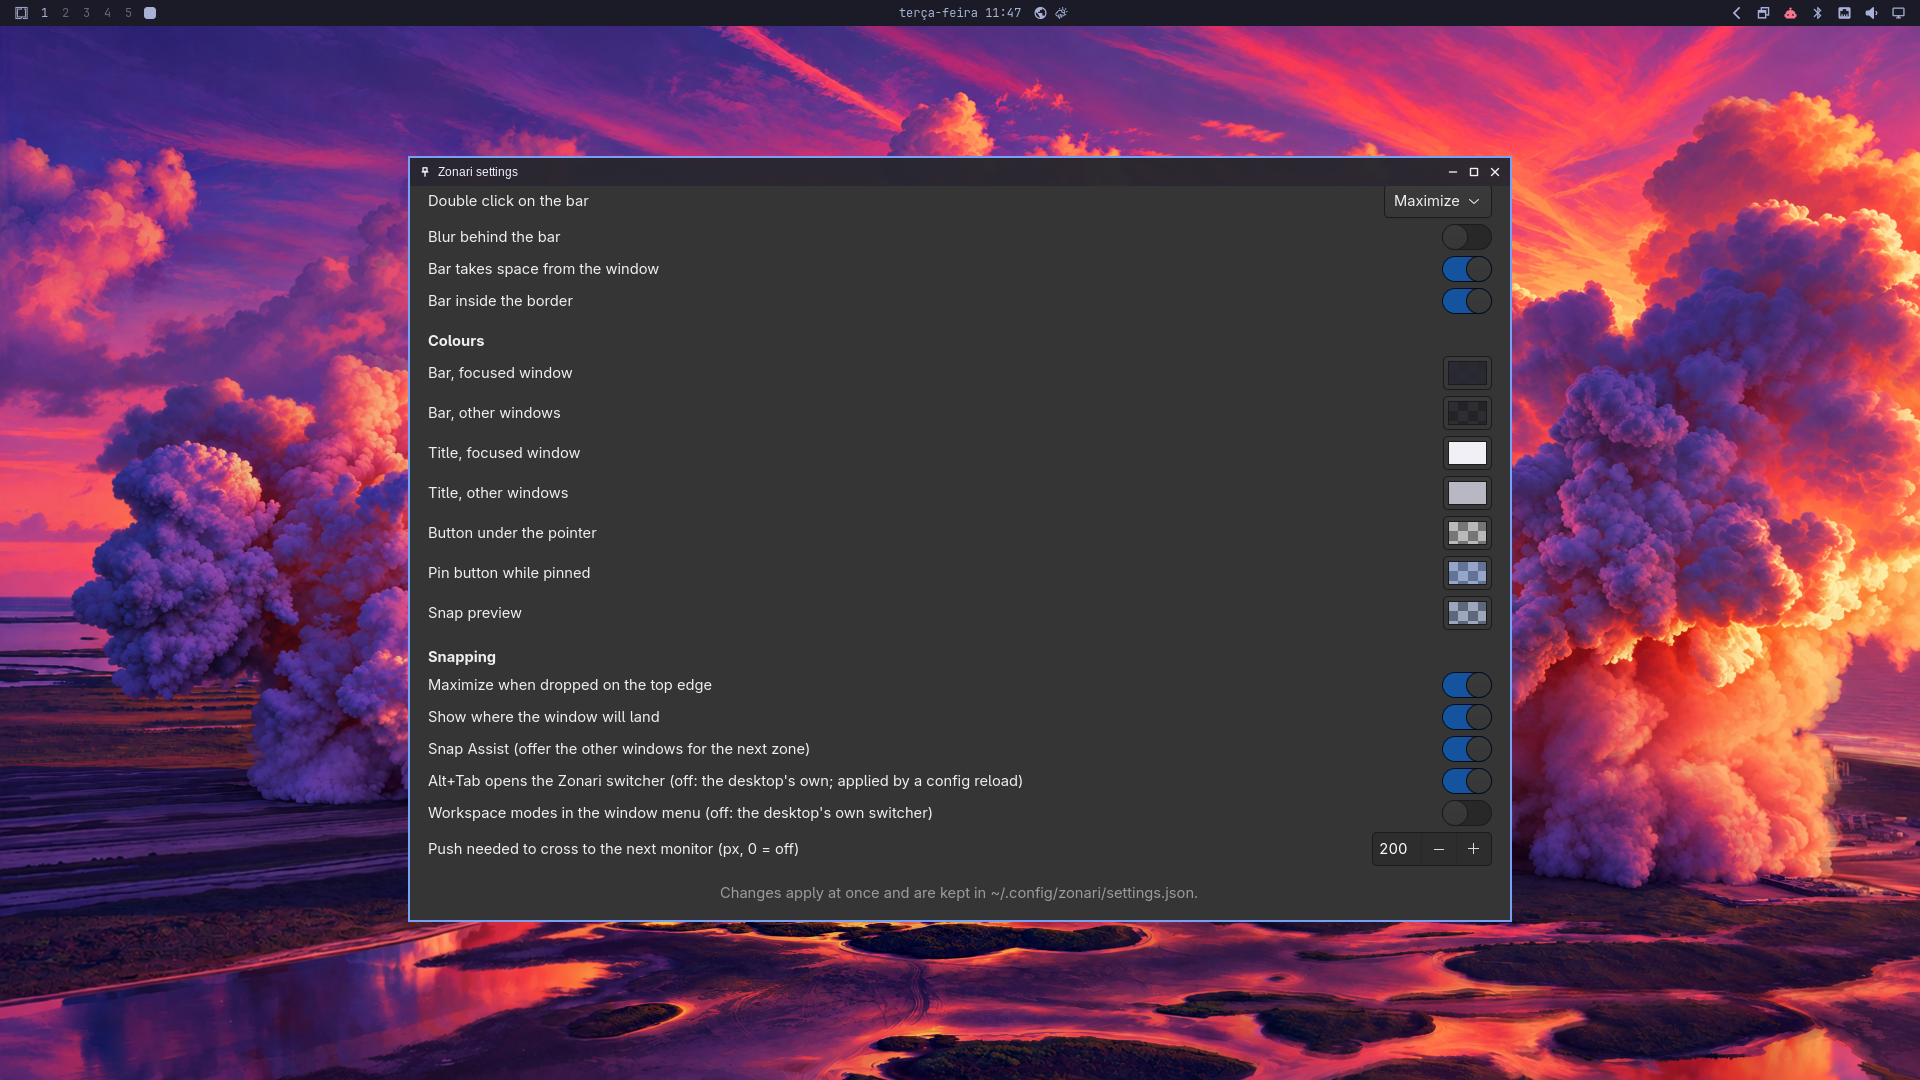 1 2 3 4 5
terça-feira 11:47
Zonari settings
Double click on the bar
Maximize
Blur behind the bar
Bar takes space from the window
Bar inside the border
Colours
Bar, focused window
Bar, other windows
Title, focused window
Title, other windows
Button under the pointer
Pin button while pinned
Snap preview
Snapping
Maximize when dropped on the top edge
Show where the window will land
Snap Assist (offer the other windows for the next zone)
Alt+Tab opens the Zonari switcher (off: the desktop's own; applied by a config reload)
Workspace modes in the window menu (off: the desktop's own switcher)
Push needed to cross to the next monitor (px, 0 = off)
200
Changes apply at once and are kept in ~/.config/zonari/settings.json.